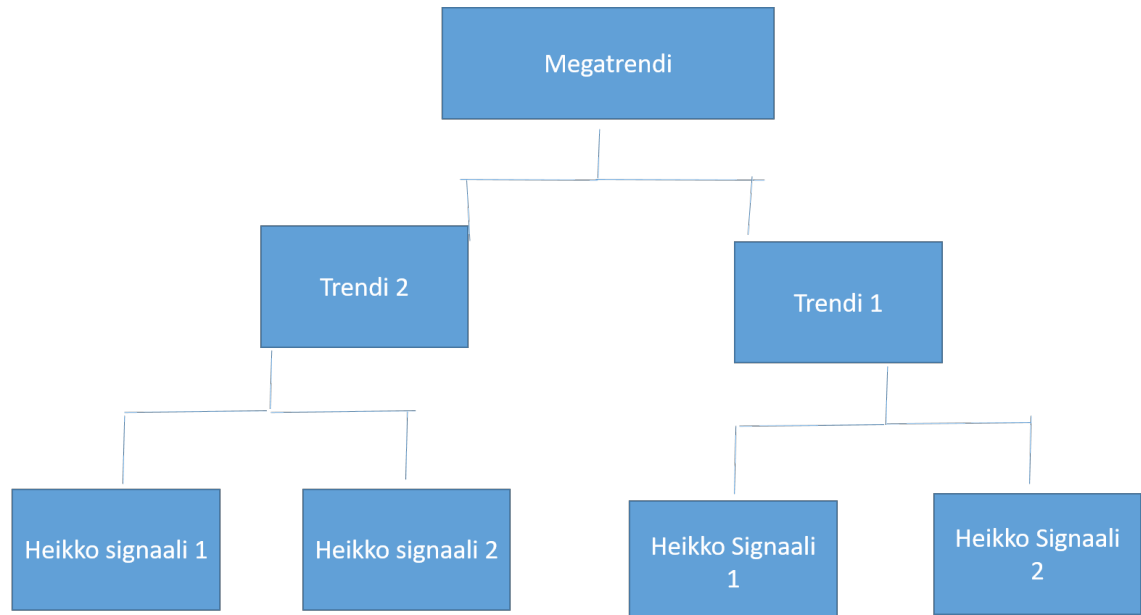 Megatrendi
Trendi 2
Trendi 1
Heikko signaali 1
Heikko signaali 2
Heikko Signaali
1
Heikko Signaali
2